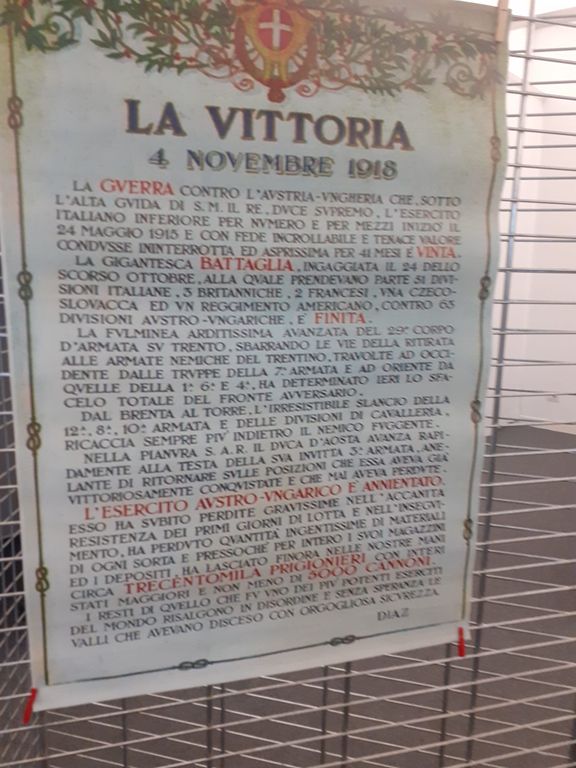 LA VITTORIA
4 NOVEMBRE 1918
LA GVERRA CONTRO L'AVSTRIA-VNGHERIA CHE, SOTTO
L'ALTA GVIDA DI S. M. IL RE, DVCE SVPREMO, L'ESERCITO
ITALIANO INFERIORE PER NVMERO E PER MEZZI INIZIÒ IL
24 MAGGIO 1915 E CON FEDE INCROLLABILE E TENACE VALORE
CONDVSSE ININTERROTTA ED ASPRISSIMA PER 41 MESI È VINTA.
LA GIGANTESCA BATTAGLIA, INGAGGIATA IL 24 DELLO
SCORSO OTTOBRE, ALLA QVALE PRENDEVANO PARTE 51 DIVI-
SIONI ITALIANE, 3 BRITANNICHE, 2 FRANCESI, VNA CZECO-
SLOVACCA ED VN REGGIMENTO AMERICANO, CONTRO 63
DIVISIONI AVSTRO-VNGARICHE, E' FINITA.
LA FVLMINEA ARDITISSIMA AVANZATA DEL 29° CORPO
D'ARMATA SV TRENTO, SBARRANDO LE VIE DELLA RITIRATA
ALLE ARMATE NEMICHE DEL TRENTINO, TRAVOLTE AD OCCI-
DENTE DALLE TRVPPE DELLA 7ª ARMATA E AD ORIENTE DA
QVELLE DELLA 1ª 6ª E 4ª, HA DETERMINATO IERI LO SFA-
CELO TOTALE DEL FRONTE AVVERSARIO.
DAL BRENTA AL TORRE, L'IRRESISTIBILE SLANCIO DELLA
12ª, 8ª, 10ª ARMATA E DELLE DIVISIONI DI CAVALLERIA,
RICACCIA SEMPRE PIV' INDIETRO IL NEMICO FVGGENTE.
NELLA PIANVRA S. A. R. IL DVCA D'AOSTA AVANZA RAPI-
DAMENTE ALLA TESTA DELLA SVA INVITTA 3ª ARMATA, ANE-
LANTE DI RITORNARE SVLLE POSIZIONI CHE ESSA AVEVA GIÀ
VITTORIOSAMENTE CONQVISTATE E CHE MAI AVEVA PERDVTE.
L'ESERCITO AVSTRO-VNGARICO È ANNIENTATO.
ESSO HA SVBITO PERDITE GRAVISSIME NELL'ACCANITA
RESISTENZA DEI PRIMI GIORNI DI LOTTA E NELL'INSEGVI-
MENTO, HA PERDVTO QVANTITÀ INGENTISSIME DI MATERIALI
DI OGNI SORTA E PRESSOCHÉ PER INTERO I SVOI MAGAZZINI
ED I DEPOSITI, HA LASCIATO FINORA NELLE NOSTRE MANI
CIRCA TRECENTOMILA PRIGIONIERI CON INTERI
STATI MAGGIORI E NON MENO DI 5000 CANNONI.
I RESTI DI QVELLO CHE FV VNO DEI PIV' POTENTI ESERCITI
DEL MONDO RISALGONO IN DISORDINE E SENZA SPERANZA LE
VALLI CHE AVEVANO DISCESO CON ORGOGLIOSA SICVREZZA
DIAZ